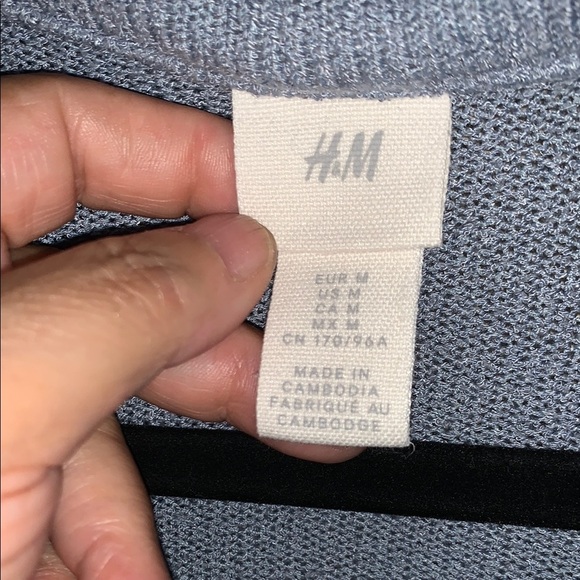 H&M
EUR M
US M
CA M
MX M
CN 170/96A
MADE IN
CAMBODIA
FABRIQUÉ AU
CAMBODGE